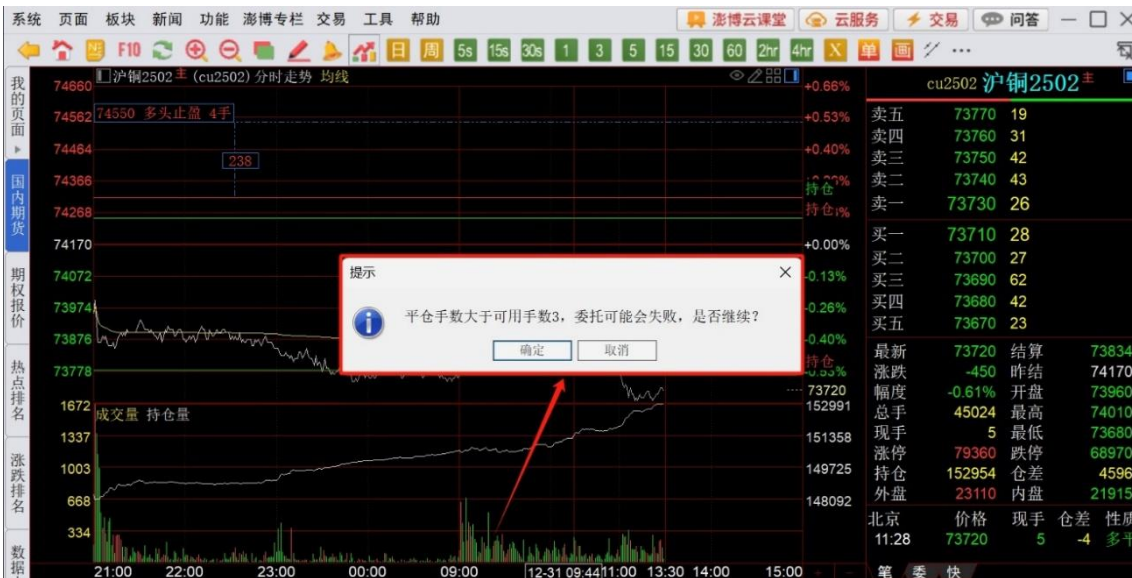 系统 页面 板块 新闻 功能 澎博专栏 交易 工具 帮助
澎博云课堂 云服务 交易 问答
F10 日 周 5s 15s 30s 1 3 5 15 30 60 2hr 4hr X 单 画
我的页面
国内期货
期权报价
热点排名
涨跌排名
数据
沪铜2502主 (cu2502) 分时走势 均线
74660 +0.66%
74550 多头止盈 4手
74562 +0.53%
74464 +0.40%
238
74366
持仓
74268
持仓
74170 +0.00%
74072 -0.13%
73974 -0.26%
73876 -0.40%
持仓
73778 -0.53%
73720
提示
平仓手数大于可用手数3，委托可能会失败，是否继续？
确定 取消
成交量 持仓量
1672 152991
1337 151358
1003 149725
668 148092
334
21:00 22:00 23:00 00:00 09:00 12-31 09:44 11:00 13:30 14:00 15:00
cu2502 沪铜2502主
卖五 73770 19
卖四 73760 31
卖三 73750 42
卖二 73740 43
卖一 73730 26
买一 73710 28
买二 73700 27
买三 73690 62
买四 73680 42
买五 73670 23
最新 73720 结算 73834
涨跌 -450 昨结 74170
幅度 -0.61% 开盘 73960
总手 45024 最高 74010
现手 5 最低 73680
涨停 79360 跌停 68970
持仓 152954 仓差 4596
外盘 23110 内盘 21915
北京 价格 现手 仓差 性质
11:28 73720 5 -4 多平
笔 委 快